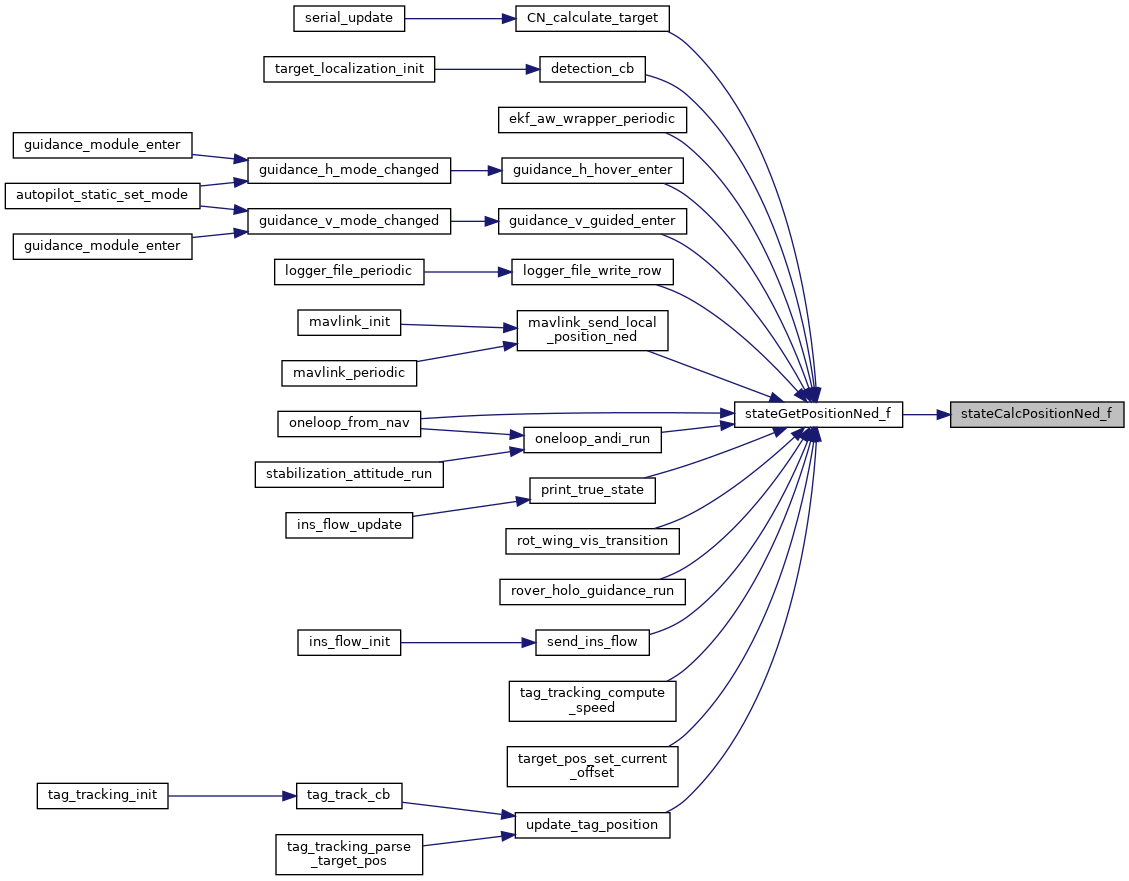 serial_update
CN_calculate_target
target_localization_init
detection_cb
ekf_aw_wrapper_periodic
guidance_module_enter
guidance_h_mode_changed
guidance_h_hover_enter
autopilot_static_set_mode
guidance_v_mode_changed
guidance_v_guided_enter
guidance_module_enter
logger_file_periodic
logger_file_write_row
mavlink_init
mavlink_send_local
_position_ned
mavlink_periodic
stateGetPositionNed_f
stateCalcPositionNed_f
oneloop_from_nav
oneloop_andi_run
stabilization_attitude_run
print_true_state
ins_flow_update
rot_wing_vis_transition
rover_holo_guidance_run
ins_flow_init
send_ins_flow
tag_tracking_compute
_speed
target_pos_set_current
_offset
tag_tracking_init
tag_track_cb
update_tag_position
tag_tracking_parse
_target_pos